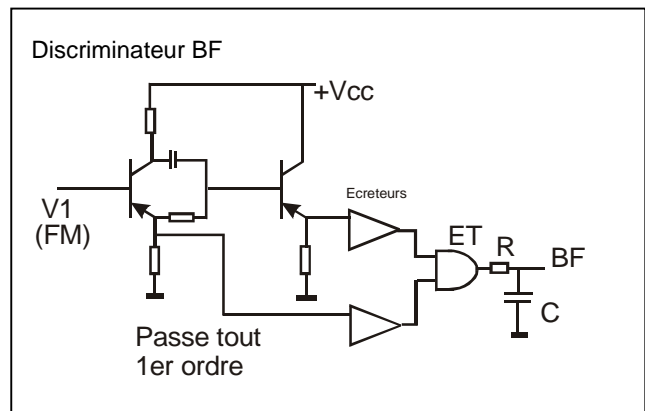 Discriminateur BF
+Vcc
Ecreteurs
V1
(FM)
ET
R
BF
C
Passe tout
1er ordre